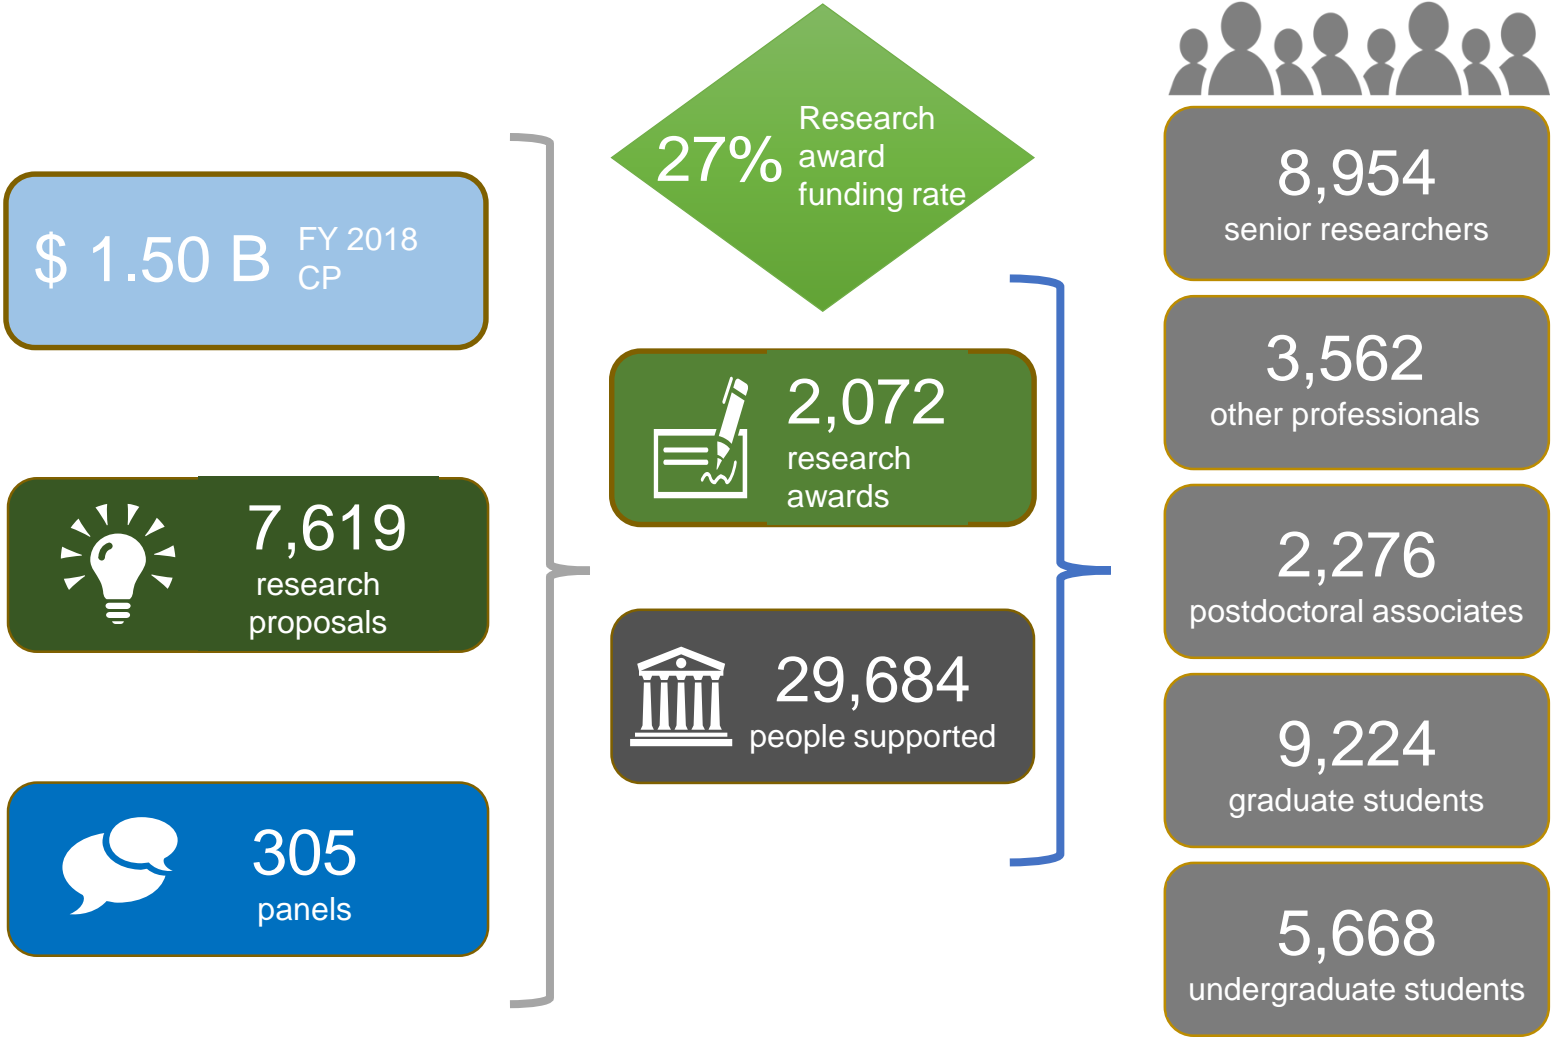 $ 1.50 B
FY 2018
CP
7,619
research
proposals
305
panels
27%
Research
award
funding rate
2,072
research
awards
29,684
people supported
8,954
senior researchers
3,562
other professionals
2,276
postdoctoral associates
9,224
graduate students
5,668
undergraduate students